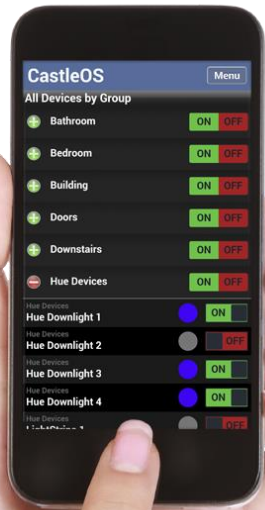 CastleOS
Menu
All Devices by Group
Bathroom ON OFF
Bedroom ON OFF
Building ON OFF
Doors ON OFF
Downstairs ON OFF
Hue Devices ON OFF
Hue Devices
Hue Downlight 1 ON
Hue Devices
Hue Downlight 2 OFF
Hue Devices
Hue Downlight 3 ON
Hue Devices
Hue Downlight 4 ON
Hue Devices
LightStrips 1 OFF